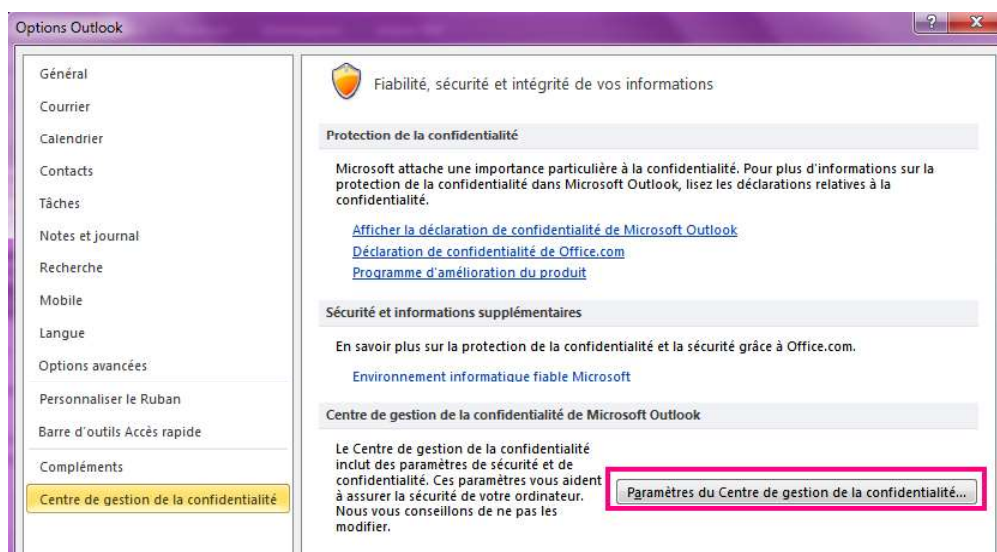 Options Outlook
Général
Courrier
Calendrier
Contacts
Tâches
Notes et journal
Recherche
Mobile
Langue
Options avancées
Personnaliser le Ruban
Barre d'outils Accès rapide
Compléments
Centre de gestion de la confidentialité
Fiabilité, sécurité et intégrité de vos informations
Protection de la confidentialité
Microsoft attache une importance particulière à la confidentialité. Pour plus d'informations sur la
protection de la confidentialité dans Microsoft Outlook, lisez les déclarations relatives à la
confidentialité.
Afficher la déclaration de confidentialité de Microsoft Outlook
Déclaration de confidentialité de Office.com
Programme d'amélioration du produit
Sécurité et informations supplémentaires
En savoir plus sur la protection de la confidentialité et la sécurité grâce à Office.com.
Environnement informatique fiable Microsoft
Centre de gestion de la confidentialité de Microsoft Outlook
Le Centre de gestion de la confidentialité
inclut des paramètres de sécurité et de
confidentialité. Ces paramètres vous aident
à assurer la sécurité de votre ordinateur.
Nous vous conseillons de ne pas les
modifier.
Paramètres du Centre de gestion de la confidentialité...